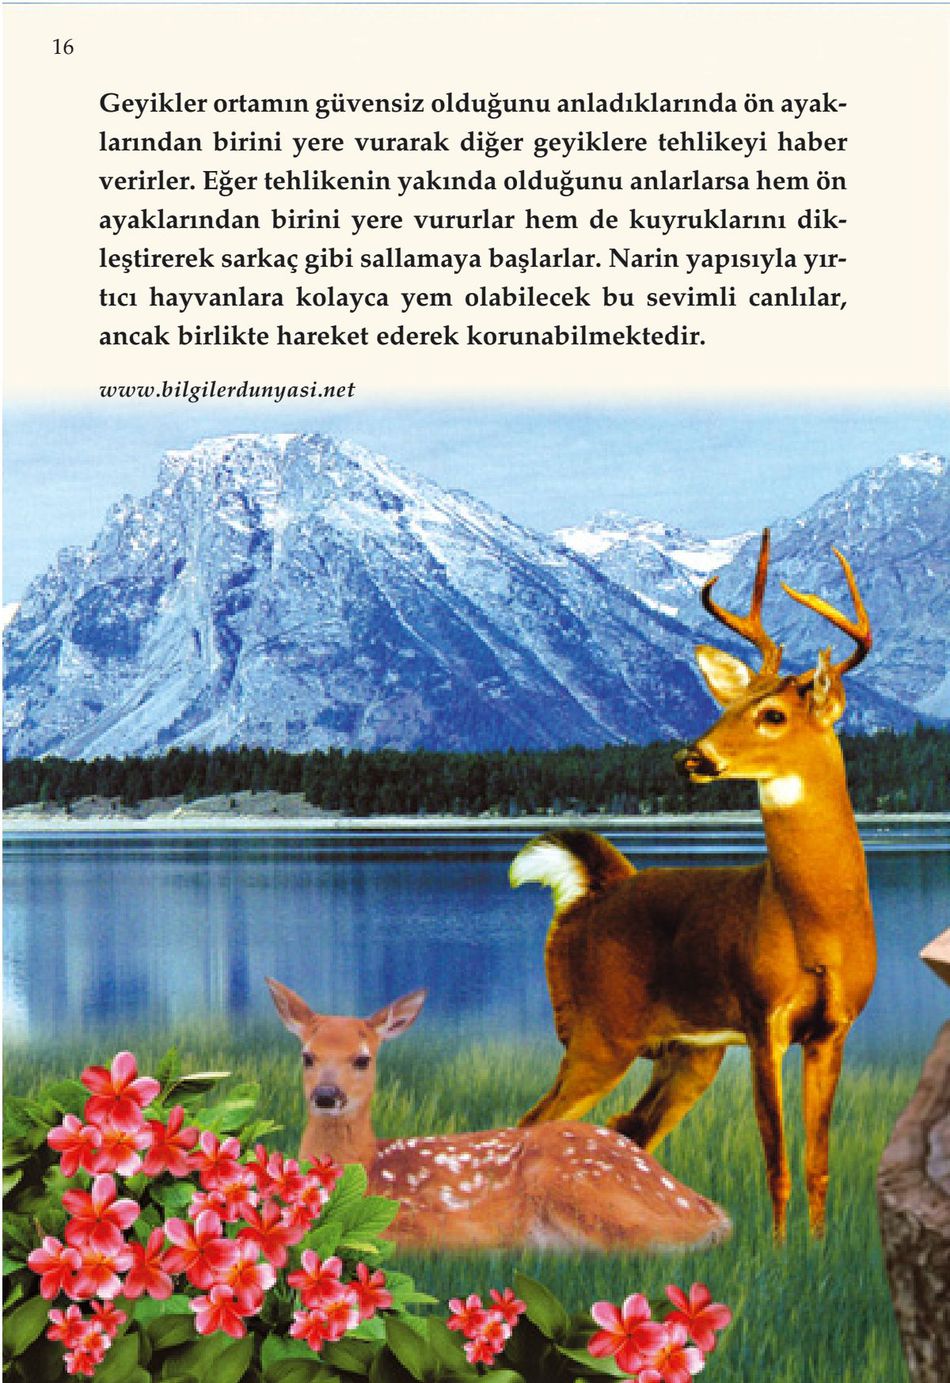 16
Geyikler ortamın güvensiz olduğunu anladıklarında ön ayak-
larından birini yere vurarak diğer geyiklere tehlikeyi haber
verirler. Eğer tehlikenin yakında olduğunu anlarlarsa hem ön
ayaklarından birini yere vururlar hem de kuyruklarını dik-
leştirerek sarkaç gibi sallamaya başlarlar. Narin yapısıyla yır-
tıcı hayvanlara kolayca yem olabilecek bu sevimli canlılar,
ancak birlikte hareket ederek korunabilmektedir.
www.bilgilerdunyasi.net